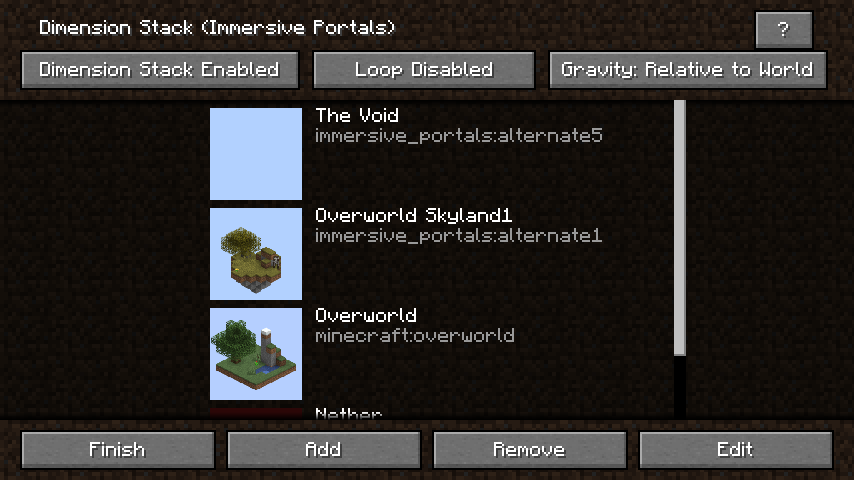 Dimension Stack (Immersive Portals)
?
Dimension Stack Enabled
Loop Disabled
Gravity: Relative to World
The Void
immersive_portals:alternate5
Overworld Skyland1
immersive_portals:alternate1
Overworld
minecraft:overworld
Nether
Finish
Add
Remove
Edit